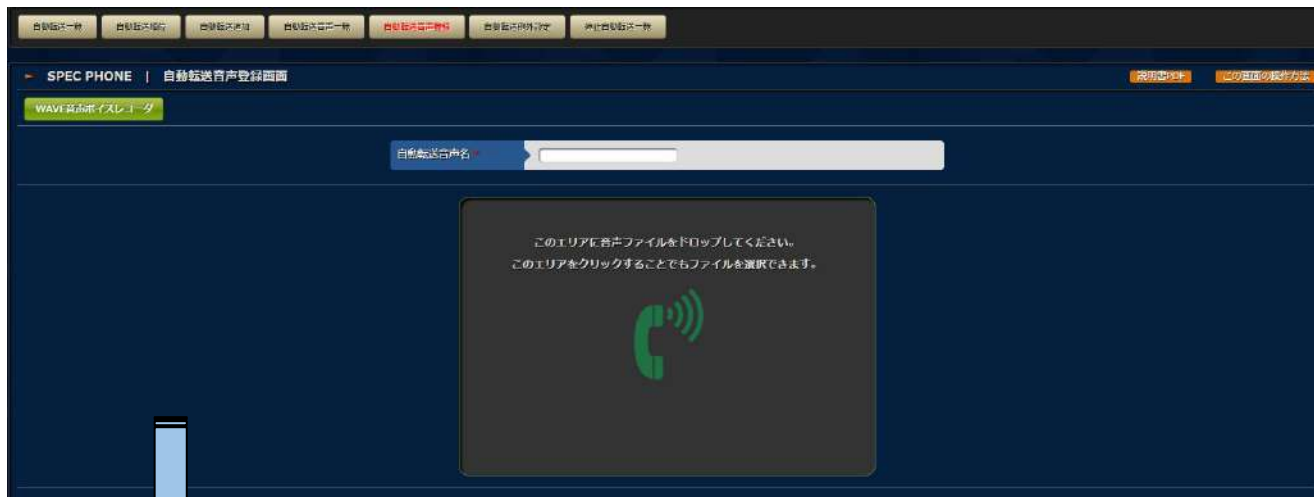 自動転送一覧 自動転送順位 自動転送追加 自動転送音声一覧 自動転送音声登録 自動転送例外設定 停止自動転送一覧
SPEC PHONE | 自動転送音声登録画面 説明書PDF この画面の操作方法
WAVE音声ボイスレコーダ
自動転送音声名 *
このエリアに音声ファイルをドロップしてください。
このエリアをクリックすることでもファイルを選択できます。